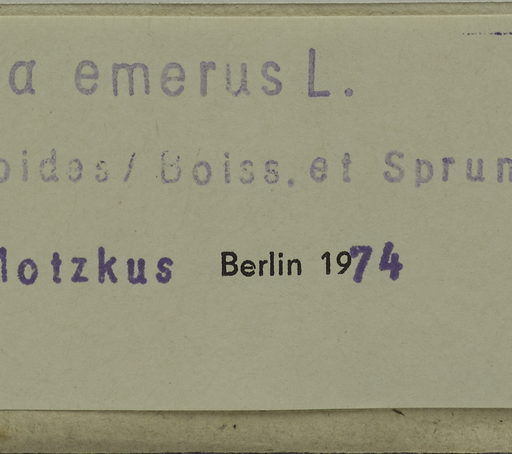 a emerus L.
oides/ Boiss. et Sprun
lotzkus Berlin 1974